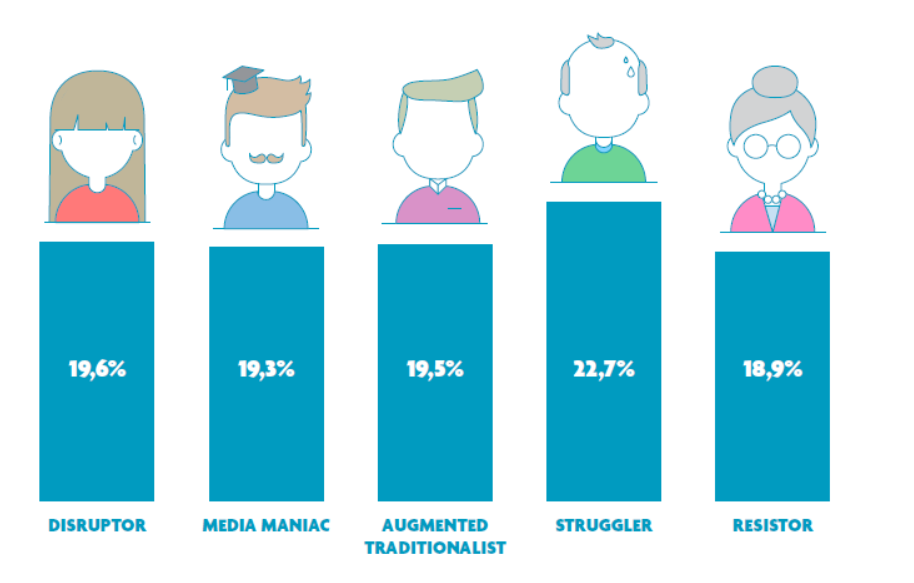 19,6%
19,3%
19,5%
22,7%
18,9%
DISRUPTOR
MEDIA MANIAC
AUGMENTED
TRADITIONALIST
STRUGGLER
RESISTOR